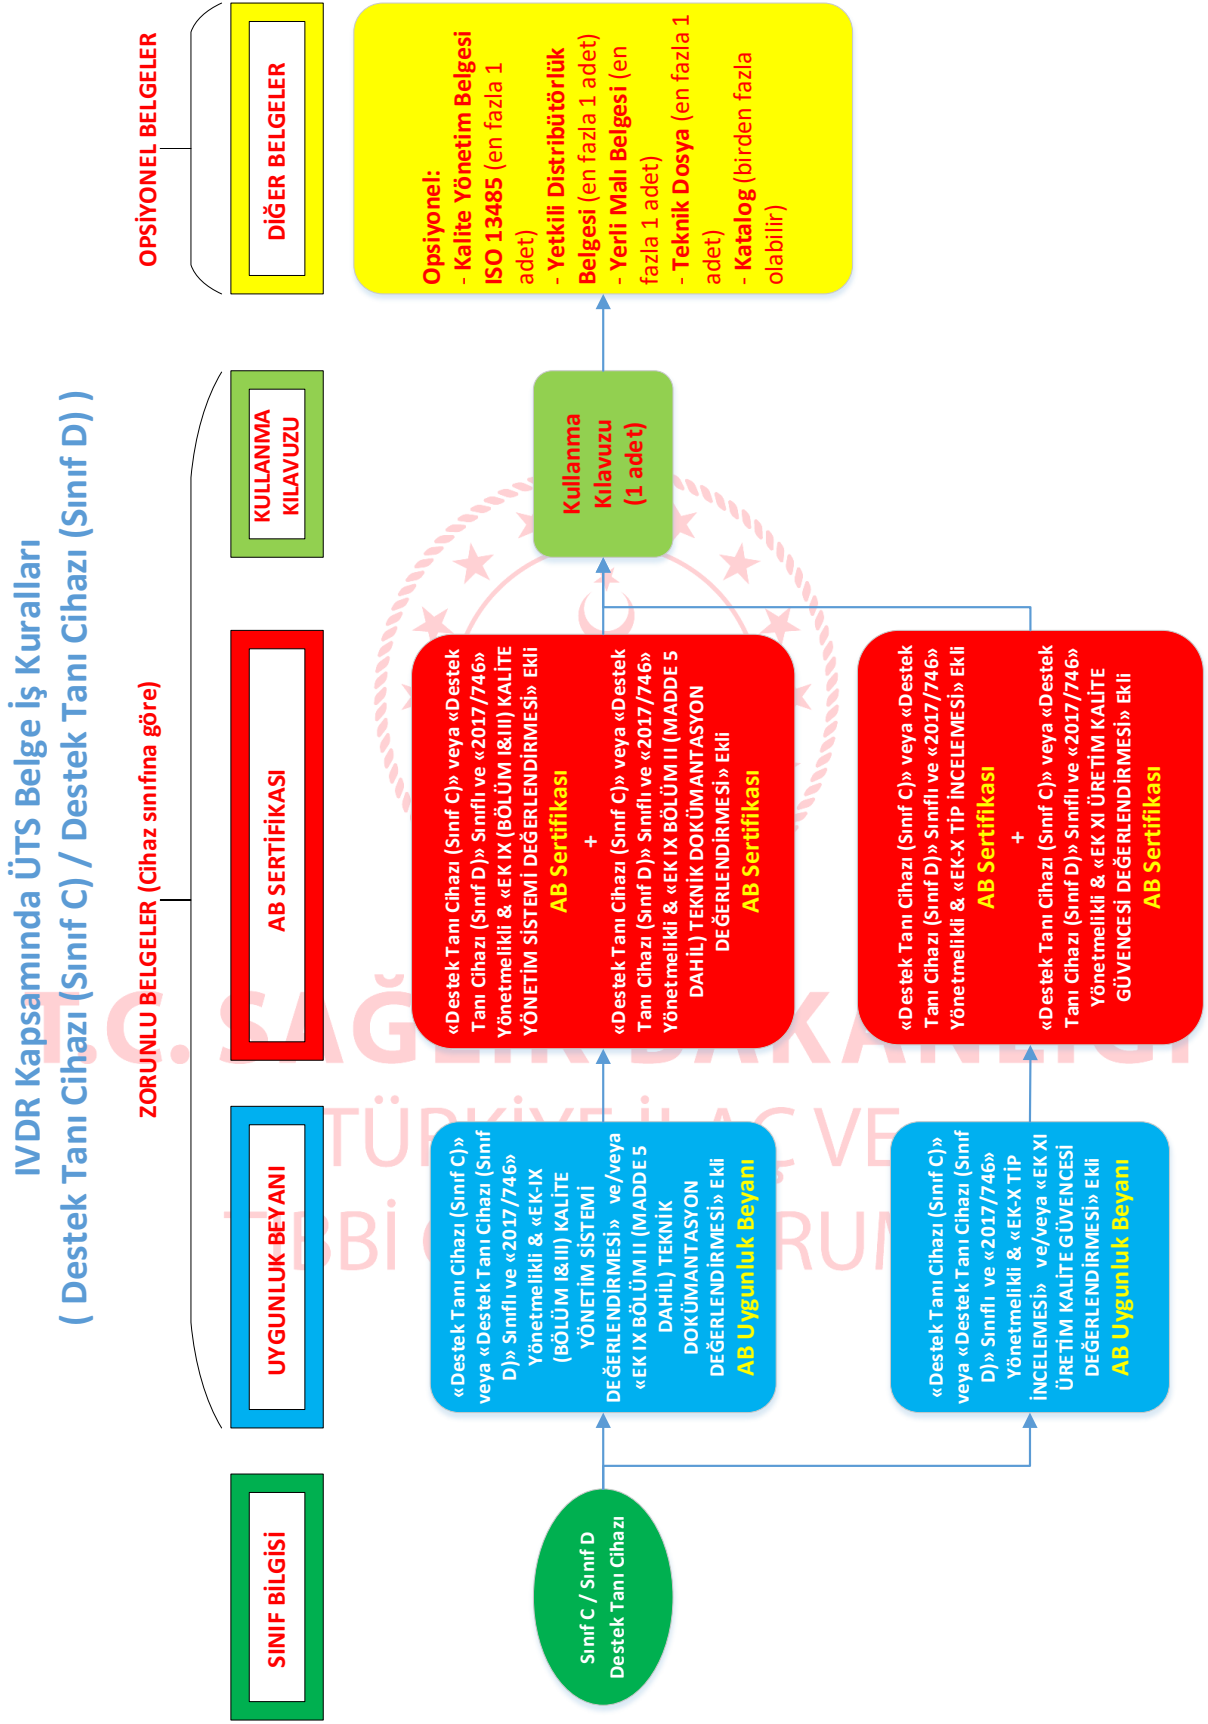 IVDR Kapsamında ÜTS Belge İş Kuralları
( Destek Tanı Cihazı (Sınıf C) / Destek Tanı Cihazı (Sınıf D) )
ZORUNLU BELGELER (Cihaz sınıfına göre)
OPSİYONEL BELGELER
SINIF BİLGİSİ
UYGUNLUK BEYANI
AB SERTİFİKASI
KULLANMA
KILAVUZU
DİĞER BELGELER
Sınıf C / Sınıf D
Destek Tanı Cihazı
«Destek Tanı Cihazı (Sınıf C)»
veya «Destek Tanı Cihazı (Sınıf
D)» Sınıflı ve «2017/746»
Yönetmelikli & «EK-IX
(BÖLÜM I&III) KALİTE
YÖNETİM SİSTEMİ
DEĞERLENDİRMESİ» ve/veya
«EK IX BÖLÜM II (MADDE 5
DAHİL) TEKNİK
DOKÜMANTASYON
DEĞERLENDİRMESİ» Ekli
AB Uygunluk Beyanı
«Destek Tanı Cihazı (Sınıf C)» veya «Destek
Tanı Cihazı (Sınıf D)» Sınıflı ve «2017/746»
Yönetmelikli & «EK IX (BÖLÜM I&III) KALİTE
YÖNETİM SİSTEMİ DEĞERLENDİRMESİ» Ekli
AB Sertifikası
+
«Destek Tanı Cihazı (Sınıf C)» veya «Destek
Tanı Cihazı (Sınıf D)» Sınıflı ve «2017/746»
Yönetmelikli & «EK IX BÖLÜM II (MADDE 5
DAHİL) TEKNİK DOKÜMANTASYON
DEĞERLENDİRMESİ» Ekli
AB Sertifikası
Kullanma
Kılavuzu
(1 adet)
Opsiyonel:
- Kalite Yönetim Belgesi
ISO 13485 (en fazla 1
adet)
- Yetkili Distribütörlük
Belgesi (en fazla 1 adet)
- Yerli Malı Belgesi (en
fazla 1 adet)
- Teknik Dosya (en fazla 1
adet)
- Katalog (birden fazla
olabilir)
«Destek Tanı Cihazı (Sınıf C)»
veya «Destek Tanı Cihazı (Sınıf
D)» Sınıflı ve «2017/746»
Yönetmelikli & «EK-X TİP
İNCELEMESİ» ve/veya «EK XI
ÜRETİM KALİTE GÜVENCESİ
DEĞERLENDİRMESİ» Ekli
AB Uygunluk Beyanı
«Destek Tanı Cihazı (Sınıf C)» veya «Destek
Tanı Cihazı (Sınıf D)» Sınıflı ve «2017/746»
Yönetmelikli & «EK-X TİP İNCELEMESİ» Ekli
AB Sertifikası
+
«Destek Tanı Cihazı (Sınıf C)» veya «Destek
Tanı Cihazı (Sınıf D)» Sınıflı ve «2017/746»
Yönetmelikli & «EK XI ÜRETİM KALİTE
GÜVENCESİ DEĞERLENDİRMESİ» Ekli
AB Sertifikası
T.C. SAĞLIK BAKANLIĞI
TÜRKİYE İLAÇ VE